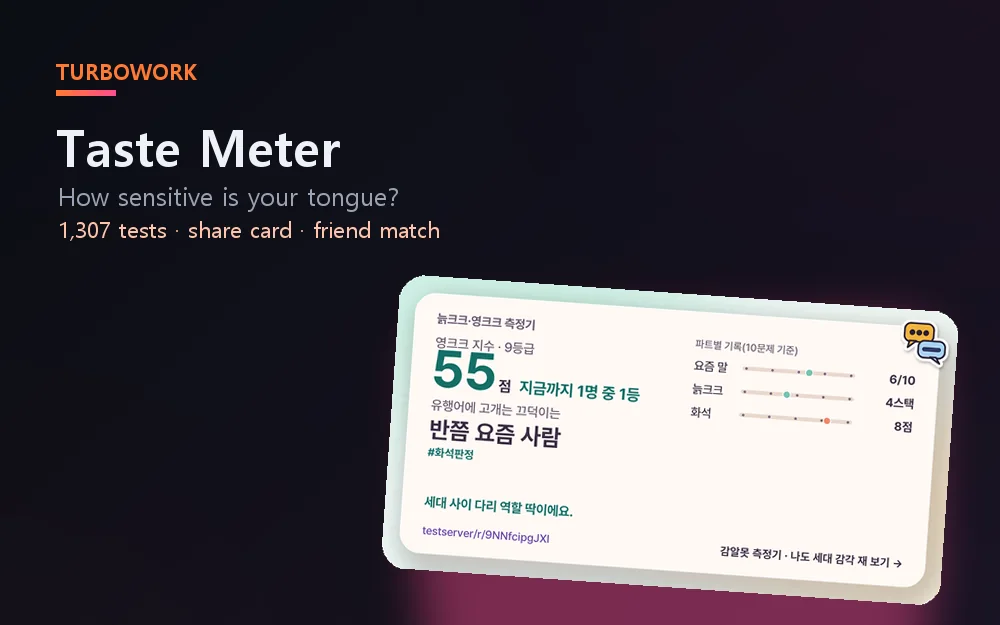 TURBOWORK
Taste Meter
How sensitive is your tongue?
1,307 tests · share card · friend match
늙크크·영크크 측정기
영크크 지수 · 9등급
55점 지금까지 1명 중 1등
유행어에 고개는 끄덕이는
반쯤 요즘 사람
#화석판정
세대 사이 다리 역할 딱이에요.
testserver/r/9NNfcipgJXI
파트별 기록(10문제 기준)
요즘 말 6/10
늙크크 4스택
화석 8점
감알못 측정기 · 나도 세대 감각 재 보기 →